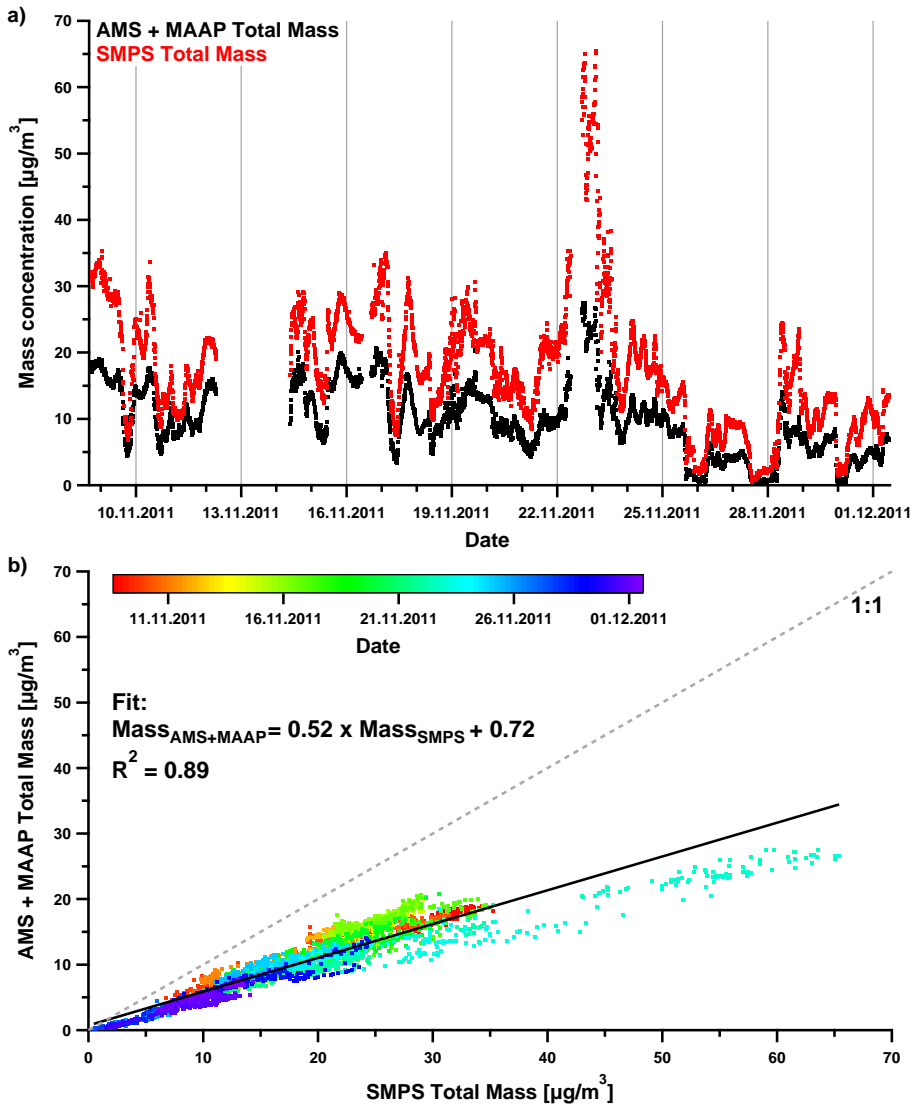 a)
70
60
50
40
30
20
10
0
Mass concentration [µg/m³]
AMS + MAAP Total Mass
SMPS Total Mass
10.11.2011 13.11.2011 16.11.2011 19.11.2011 22.11.2011 25.11.2011 28.11.2011 01.12.2011
Date
b)
70
60
50
40
30
20
10
0
AMS + MAAP Total Mass [µg/m³]
11.11.2011 16.11.2011 21.11.2011 26.11.2011 01.12.2011
Date
1:1
Fit:
Mass_AMS+MAAP = 0.52 x Mass_SMPS + 0.72
R² = 0.89
0 10 20 30 40 50 60 70
SMPS Total Mass [µg/m³]